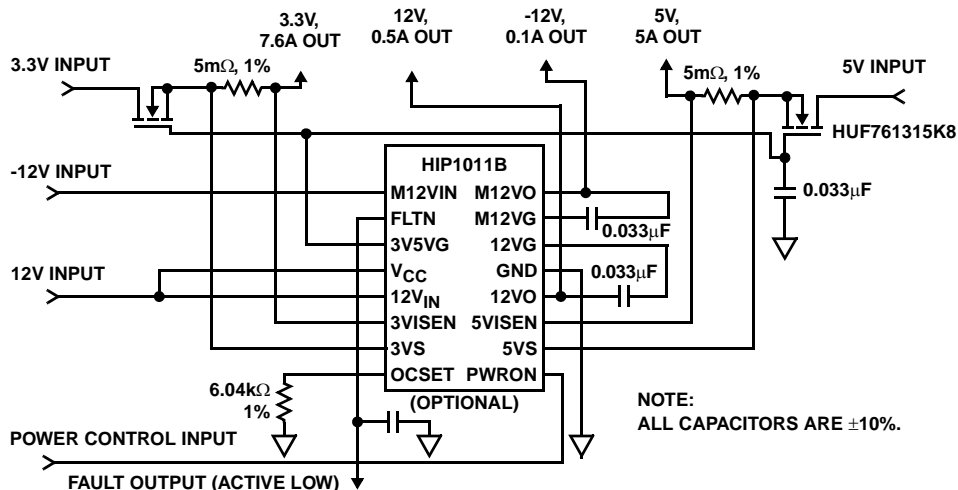 3.3V,
7.6A OUT
12V,
0.5A OUT
-12V,
0.1A OUT
5V,
5A OUT
3.3V INPUT
5mΩ, 1%
5mΩ, 1%
5V INPUT
HUF761315K8
HIP1011B
-12V INPUT
M12VIN
M12VO
0.033µF
FLTN
M12VG
0.033µF
3V5VG
12VG
12V INPUT
VCC
GND
0.033µF
12VIN
12VO
3VISEN
5VISEN
3VS
5VS
OCSET
PWRON
6.04kΩ
1%
(OPTIONAL)
NOTE:
ALL CAPACITORS ARE ±10%.
POWER CONTROL INPUT
FAULT OUTPUT (ACTIVE LOW)